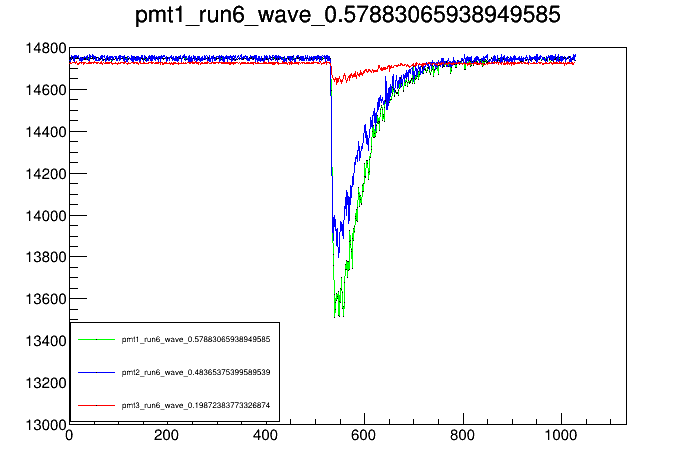 pmt1_run6_wave_0.57883065938949585
14800
14600
14400
14200
14000
13800
13600
13400
13200
13000
pmt1_run6_wave_0.57883065938949585
pmt2_run6_wave_0.48365375399589539
pmt3_run6_wave_0.19872383773326874
0 200 400 600 800 1000